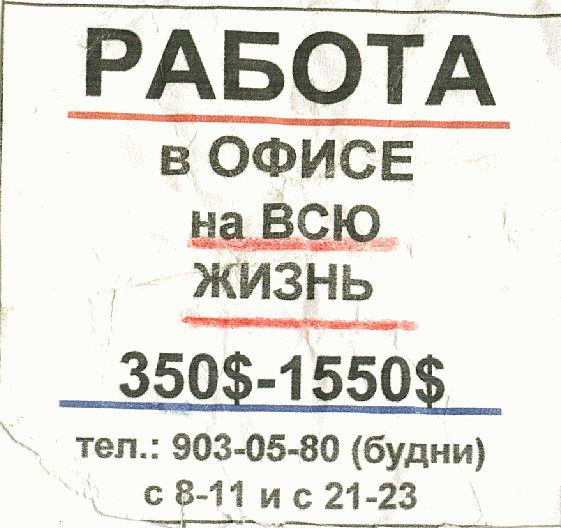 РАБОТА
в ОФИСЕ
на ВСЮ
ЖИЗНЬ
350$-1550$
тел.: 903-05-80 (будни)
с 8-11 и с 21-23